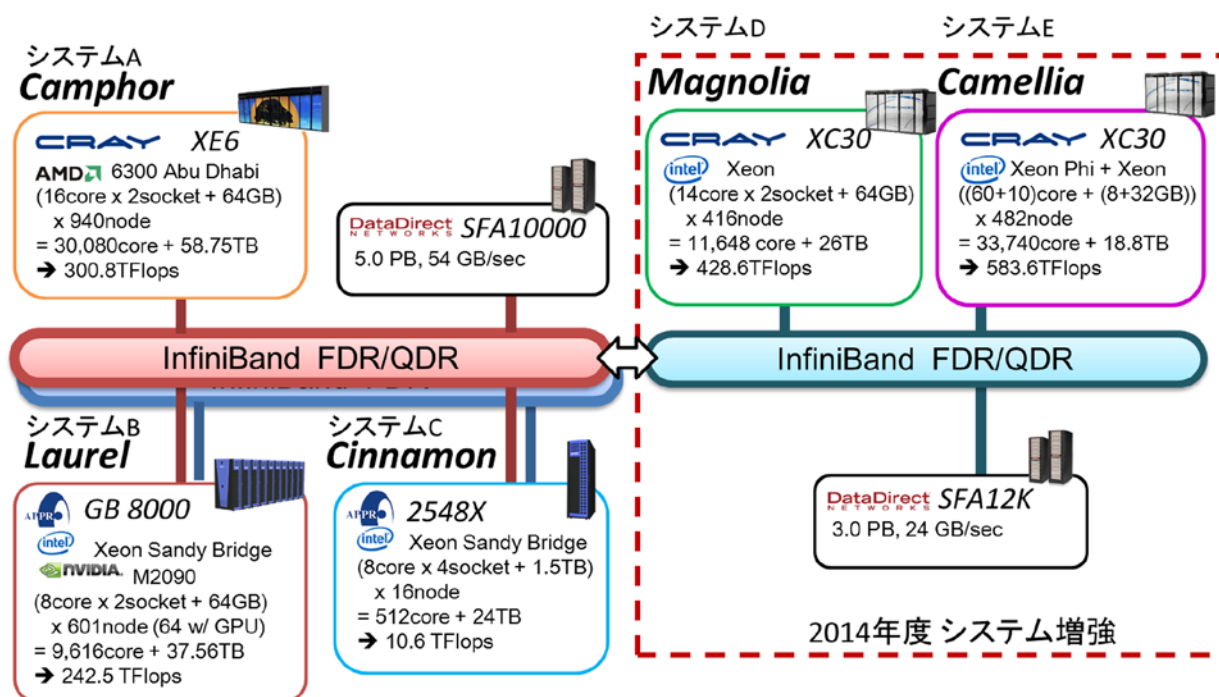 システムA
Camphor
CRAY XE6
AMD 6300 Abu Dhabi
(16core x 2socket + 64GB)
x 940node
= 30,080core + 58.75TB
➔ 300.8TFlops
DataDirect
NETWORKS
SFA10000
5.0 PB, 54 GB/sec
システムD
Magnolia
CRAY XC30
intel Xeon
(14core x 2socket + 64GB)
x 416node
= 11,648 core + 26TB
➔ 428.6TFlops
システムE
Camellia
CRAY XC30
intel Xeon Phi + Xeon
((60+10)core + (8+32GB))
x 482node
= 33,740core + 18.8TB
➔ 583.6TFlops
InfiniBand FDR/QDR
InfiniBand FDR/QDR
システムB
Laurel
APPRO GB 8000
intel Xeon Sandy Bridge
NVIDIA. M2090
(8core x 2socket + 64GB)
x 601node (64 w/ GPU)
= 9,616core + 37.56TB
➔ 242.5 TFlops
システムC
Cinnamon
APPRO 2548X
intel Xeon Sandy Bridge
(8core x 4socket + 1.5TB)
x 16node
= 512core + 24TB
➔ 10.6 TFlops
DataDirect
NETWORKS
SFA12K
3.0 PB, 24 GB/sec
2014年度 システム増強